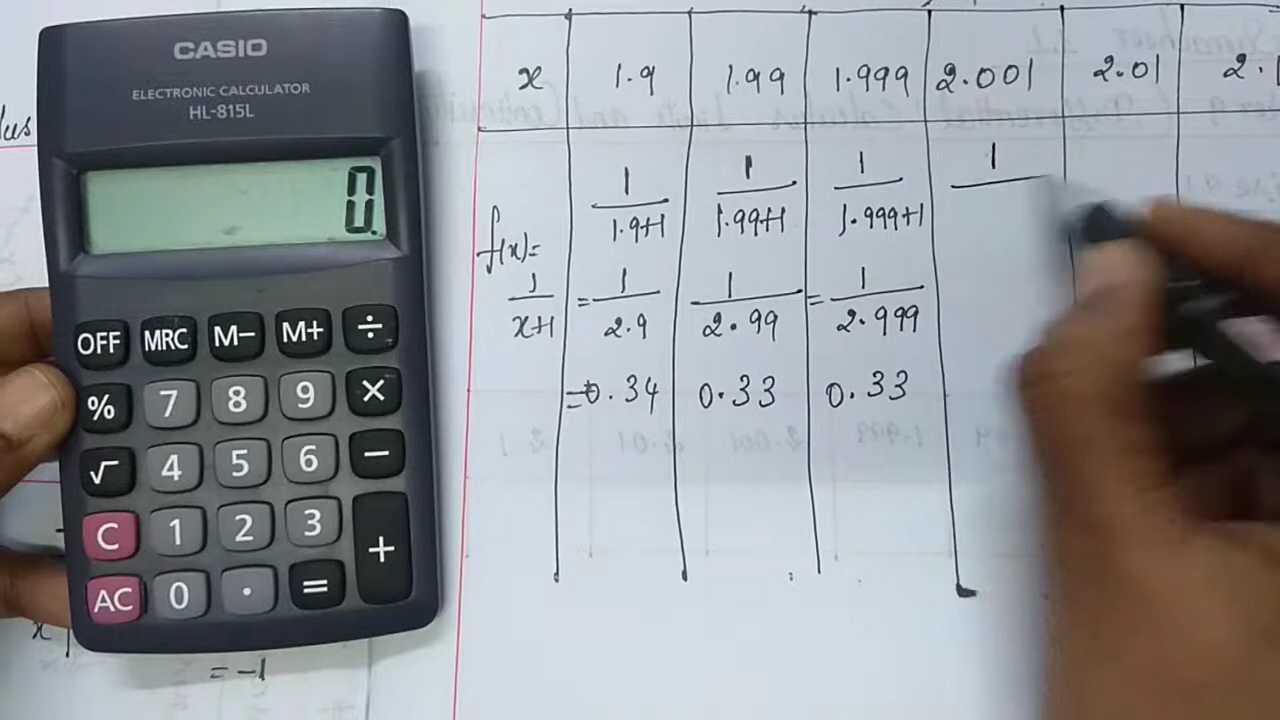 CASIO
ELECTRONIC CALCULATOR
HL-815L
0.
OFF MRC M− M+ ÷
% 7 8 9 ×
√ 4 5 6 −
C 1 2 3
AC 0 · = +
= -1
x 1.9 1.99 1.999 2.001 2.01 2.1
f(x)= 1/x+1
1/1.9+1 1/1.99+1 1/1.999+1 1
= 1/2.9 1/2.99 = 1/2.999
= 0.34 0.33 0.33